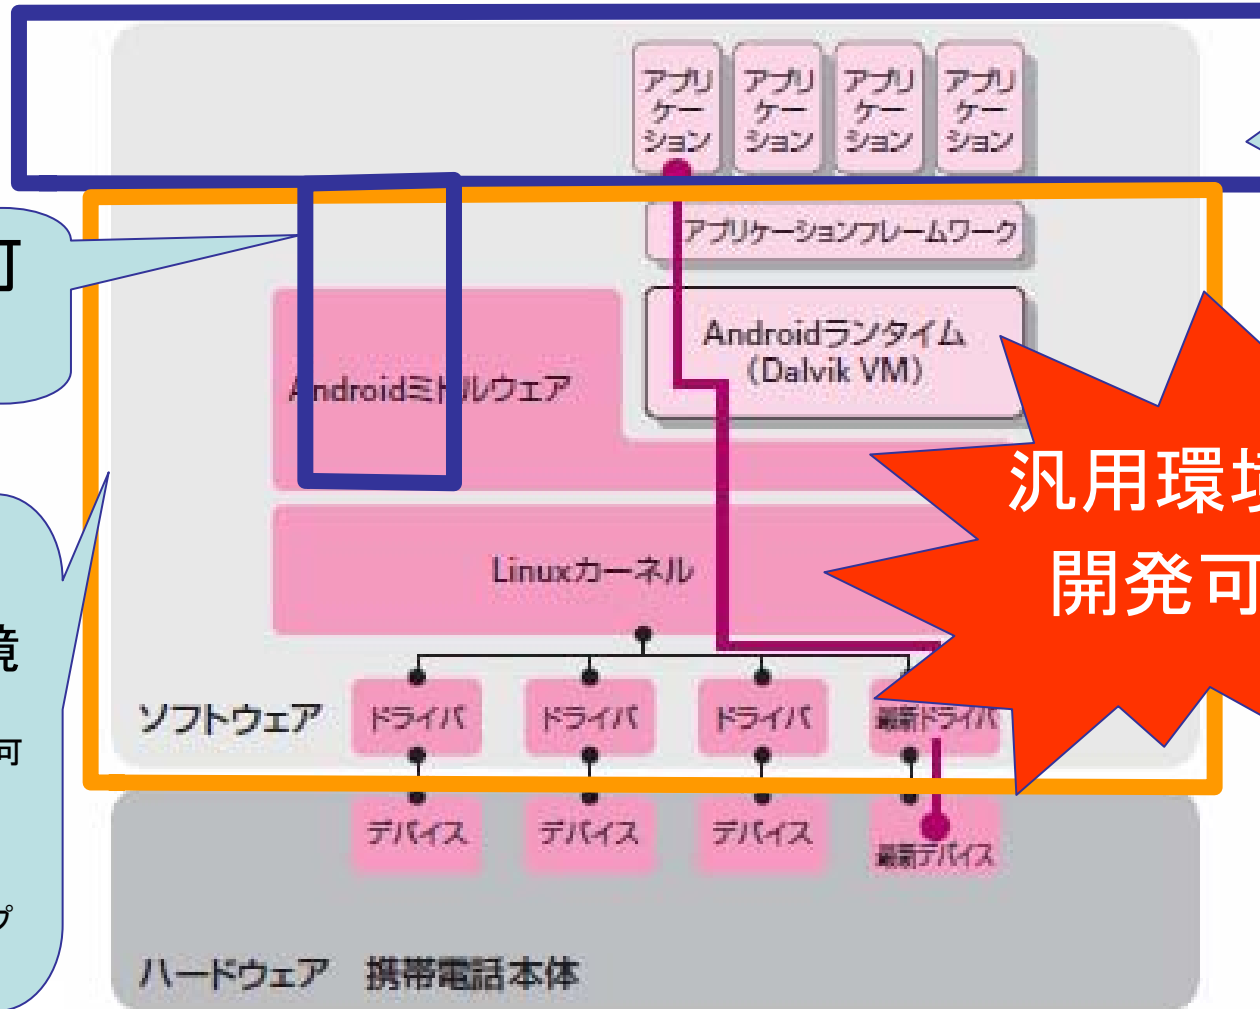 アプリ
ケー
ション
アプリ
ケー
ション
アプリ
ケー
ション
アプリ
ケー
ション
アプリケーションフレームワーク
可
Androidランタイム
(Dalvik VM)
Androidミドルウェア
汎用環境
開発可
Linuxカーネル
境
可
プ
ソフトウェア
ドライバ
ドライバ
ドライバ
最新ドライバ
デバイス
デバイス
デバイス
最新デバイス
ハードウェア 携帯電話本体